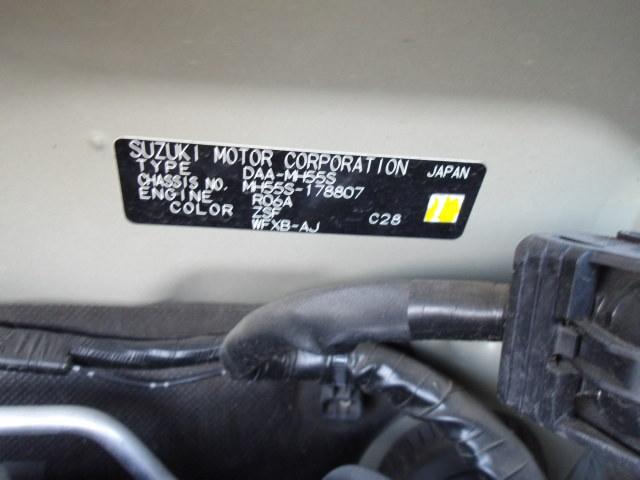 SUZUKI MOTOR CORPORATION JAPAN
TYPE DAA-MH55S
CHASSIS NO. MH55S-178807
ENGINE R06A
COLOR ZSF C28
WFXB-AJ